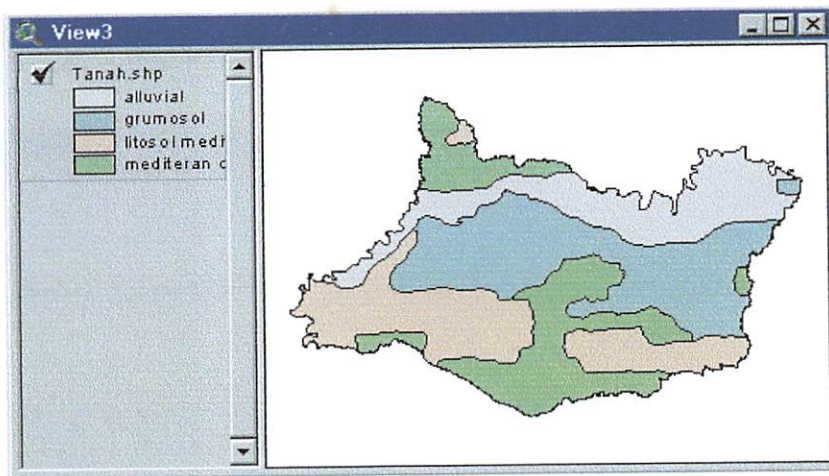 View3
Tanah.shp
alluvial
grumosol
litosol medi
mediteran c